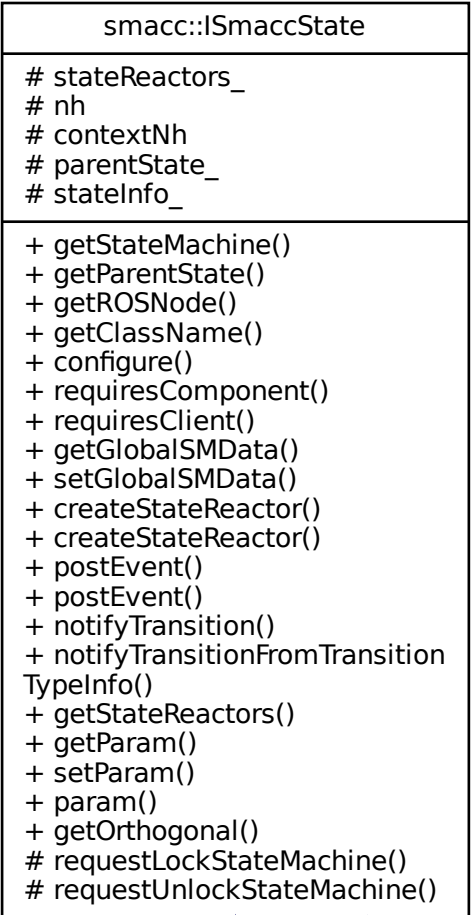 smacc::ISmaccState
# stateReactors_
# nh
# contextNh
# parentState_
# stateInfo_
+ getStateMachine()
+ getParentState()
+ getROSNode()
+ getClassName()
+ configure()
+ requiresComponent()
+ requiresClient()
+ getGlobalSMData()
+ setGlobalSMData()
+ createStateReactor()
+ createStateReactor()
+ postEvent()
+ postEvent()
+ notifyTransition()
+ notifyTransitionFromTransition
TypeInfo()
+ getStateReactors()
+ getParam()
+ setParam()
+ param()
+ getOrthogonal()
# requestLockStateMachine()
# requestUnlockStateMachine()